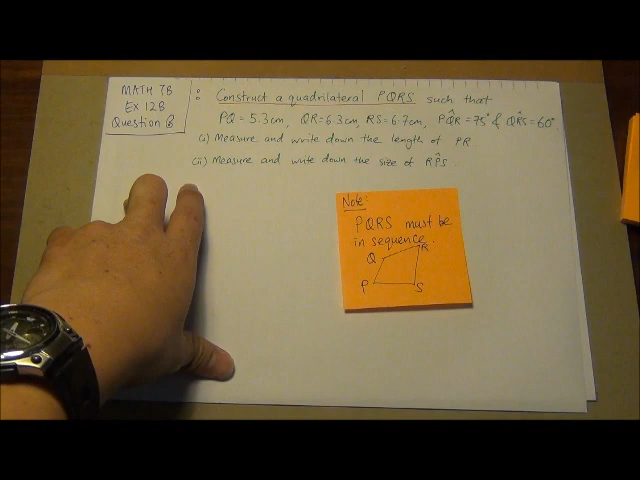 MATH 7B
EX 12B
Question 8
: Construct a quadrilateral PQRS such that
PQ = 5.3cm, QR = 6.3cm, RS = 6.7cm, PQ̂R = 75° & QR̂S = 60°.
(i) Measure and write down the length of PR
(ii) Measure and write down the size of RP̂S.
Note:
PQRS must be
in sequence.
Q R
P S